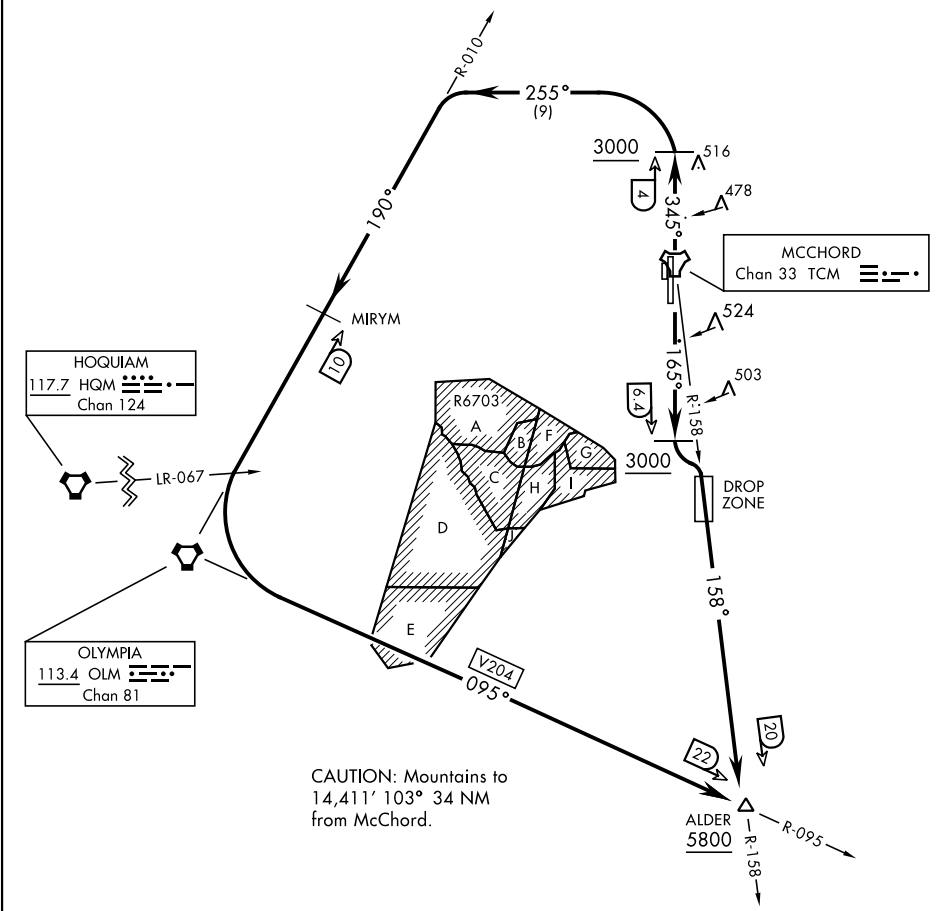 R-010
255°
(9)
3000
516
4
345°
478
190°
MCCHORD
Chan 33 TCM
MIRYM
10
524
165°
503
HOQUIAM
117.7 HQM
Chan 124
R6703
A
B
F
G
6.4
R-158
3000
LR-067
C
H
I
DROP
ZONE
D
J
158°
E
OLYMPIA
113.4 OLM
Chan 81
V204
095°
20
22
CAUTION: Mountains to
14,411' 103° 34 NM
from McChord.
ALDER
5800
R-095
R-158